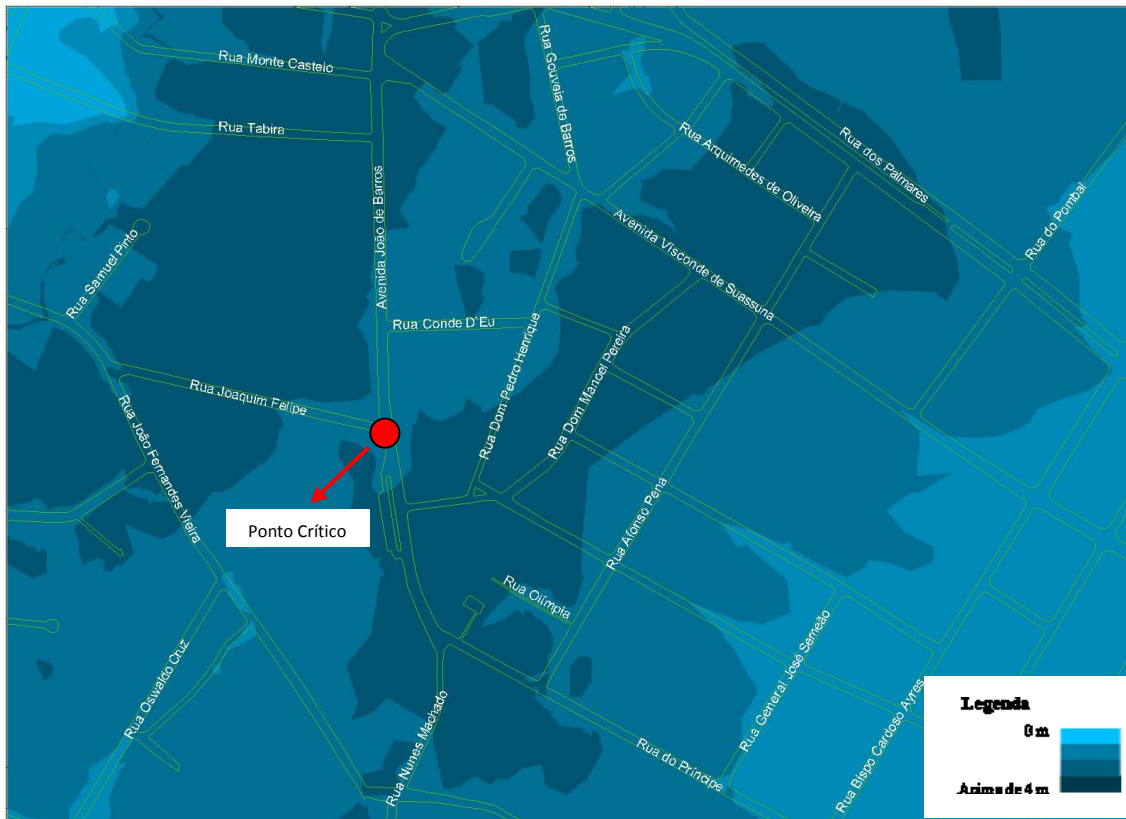 Rua Monte Castelo
Rua Gouveia de Barros
Rua Tabira
Rua Arquimedes de Oliveira
Rua dos Palmares
Avenida João de Barros
Rua do Pombal
Rua Samuel Pinto
Avenida Visconde de Suassuna
Rua Conde D'Eu
Rua Dom Pedro Henrique
Rua Dom Manoel Pereira
Rua Joaquim Felipe
Rua João Fernandes Vieira
Ponto Crítico
Rua Afonso Pena
Rua Olímpia
Rua Oswaldo Cruz
Rua General José Semeão
Rua Nunes Machado
Rua do Príncipe
Rua Bispo Cardoso Ayres
Legenda
0 m
Acima de 4 m